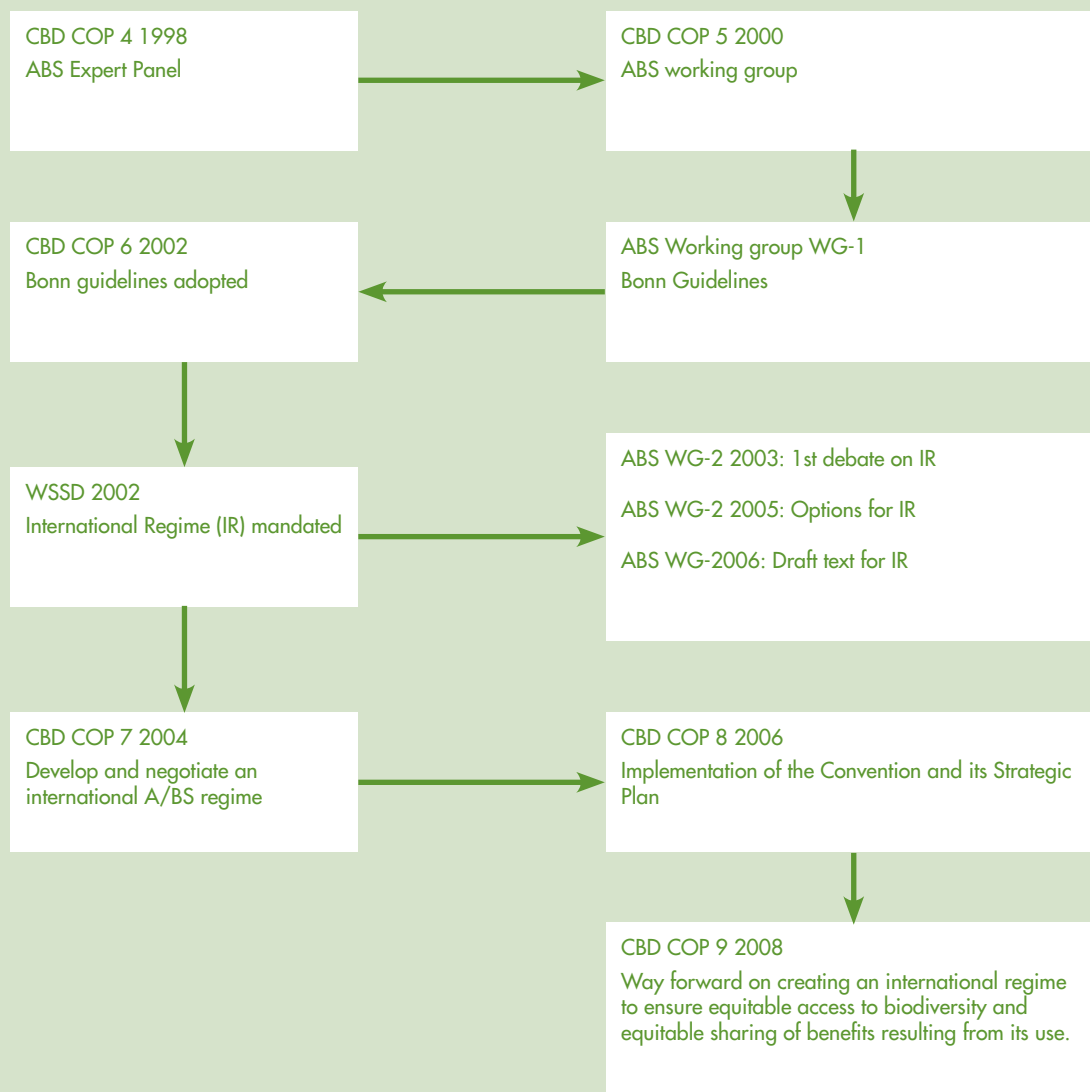 CBD COP 4 1998
ABS Expert Panel
CBD COP 5 2000
ABS working group
ABS Working group WG-1
Bonn Guidelines
CBD COP 6 2002
Bonn guidelines adopted
WSSD 2002
International Regime (IR) mandated
ABS WG-2 2003: 1st debate on IR
ABS WG-2 2005: Options for IR
ABS WG-2006: Draft text for IR
CBD COP 7 2004
Develop and negotiate an
international A/BS regime
CBD COP 8 2006
Implementation of the Convention and its Strategic
Plan
CBD COP 9 2008
Way forward on creating an international regime
to ensure equitable access to biodiversity and
equitable sharing of benefits resulting from its use.